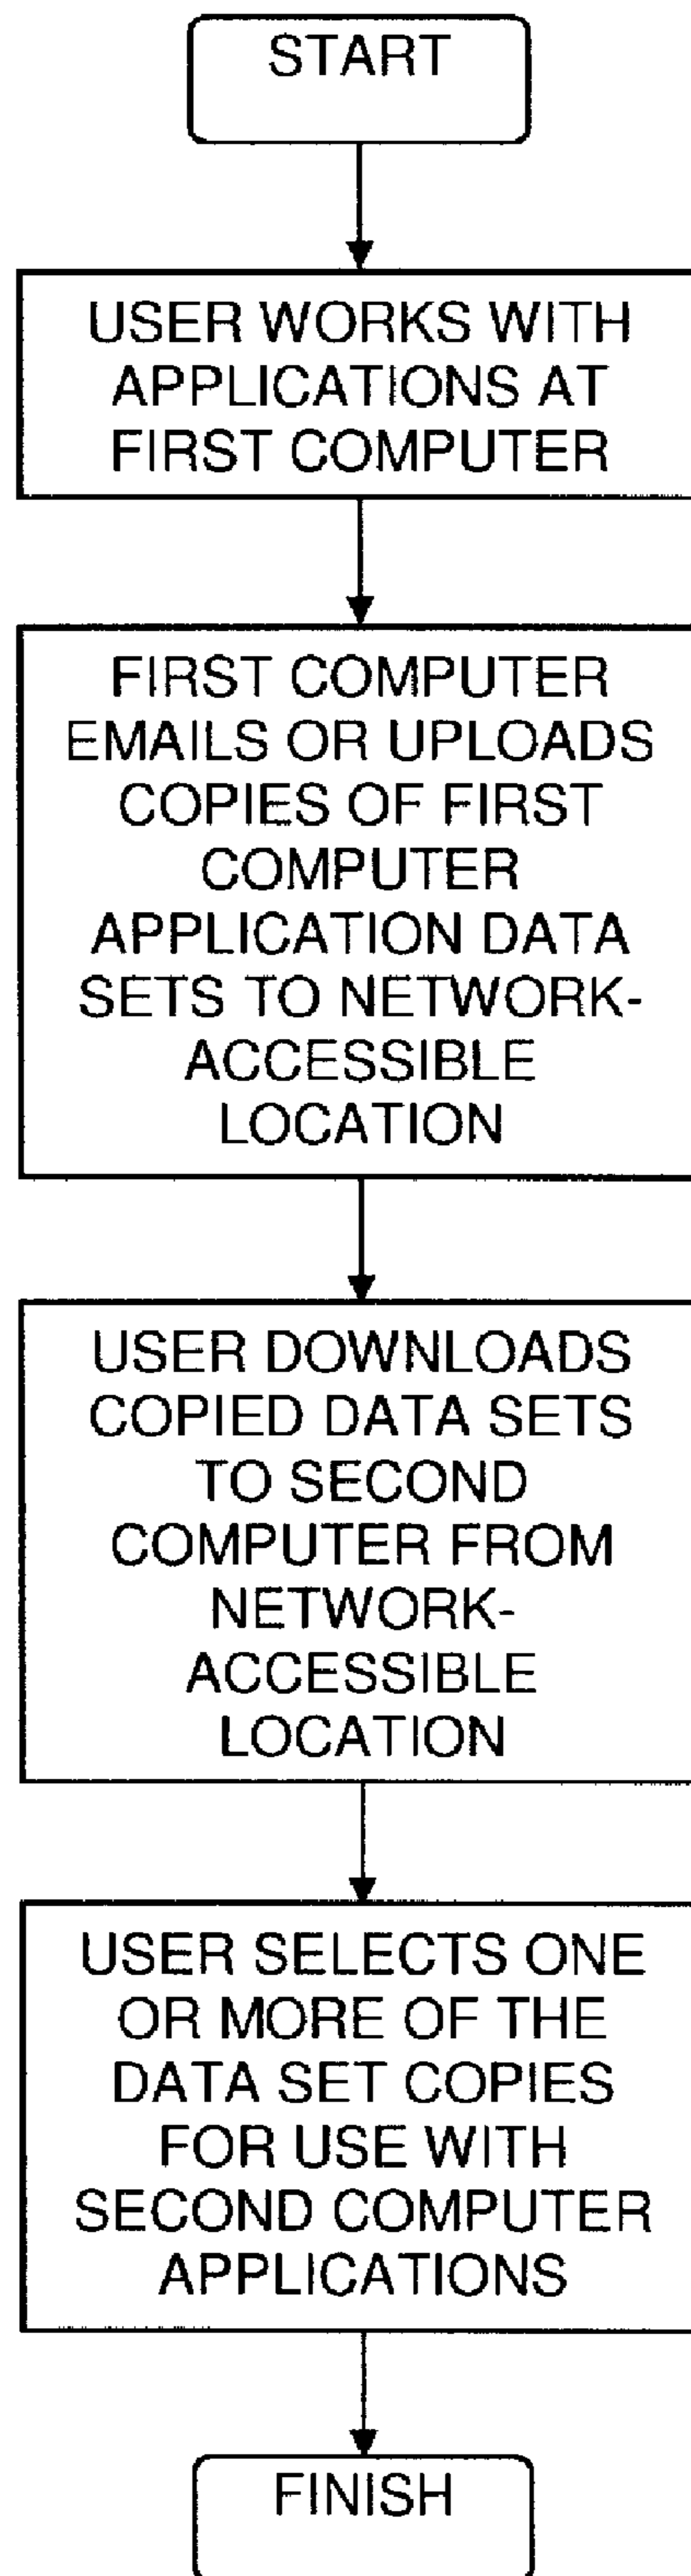 START
USER WORKS WITH
APPLICATIONS AT
FIRST COMPUTER
FIRST COMPUTER
EMAILS OR UPLOADS
COPIES OF FIRST
COMPUTER
APPLICATION DATA
SETS TO NETWORK-
ACCESSIBLE
LOCATION
USER DOWNLOADS
COPIED DATA SETS
TO SECOND
COMPUTER FROM
NETWORK-
ACCESSIBLE
LOCATION
USER SELECTS ONE
OR MORE OF THE
DATA SET COPIES
FOR USE WITH
SECOND COMPUTER
APPLICATIONS
FINISH